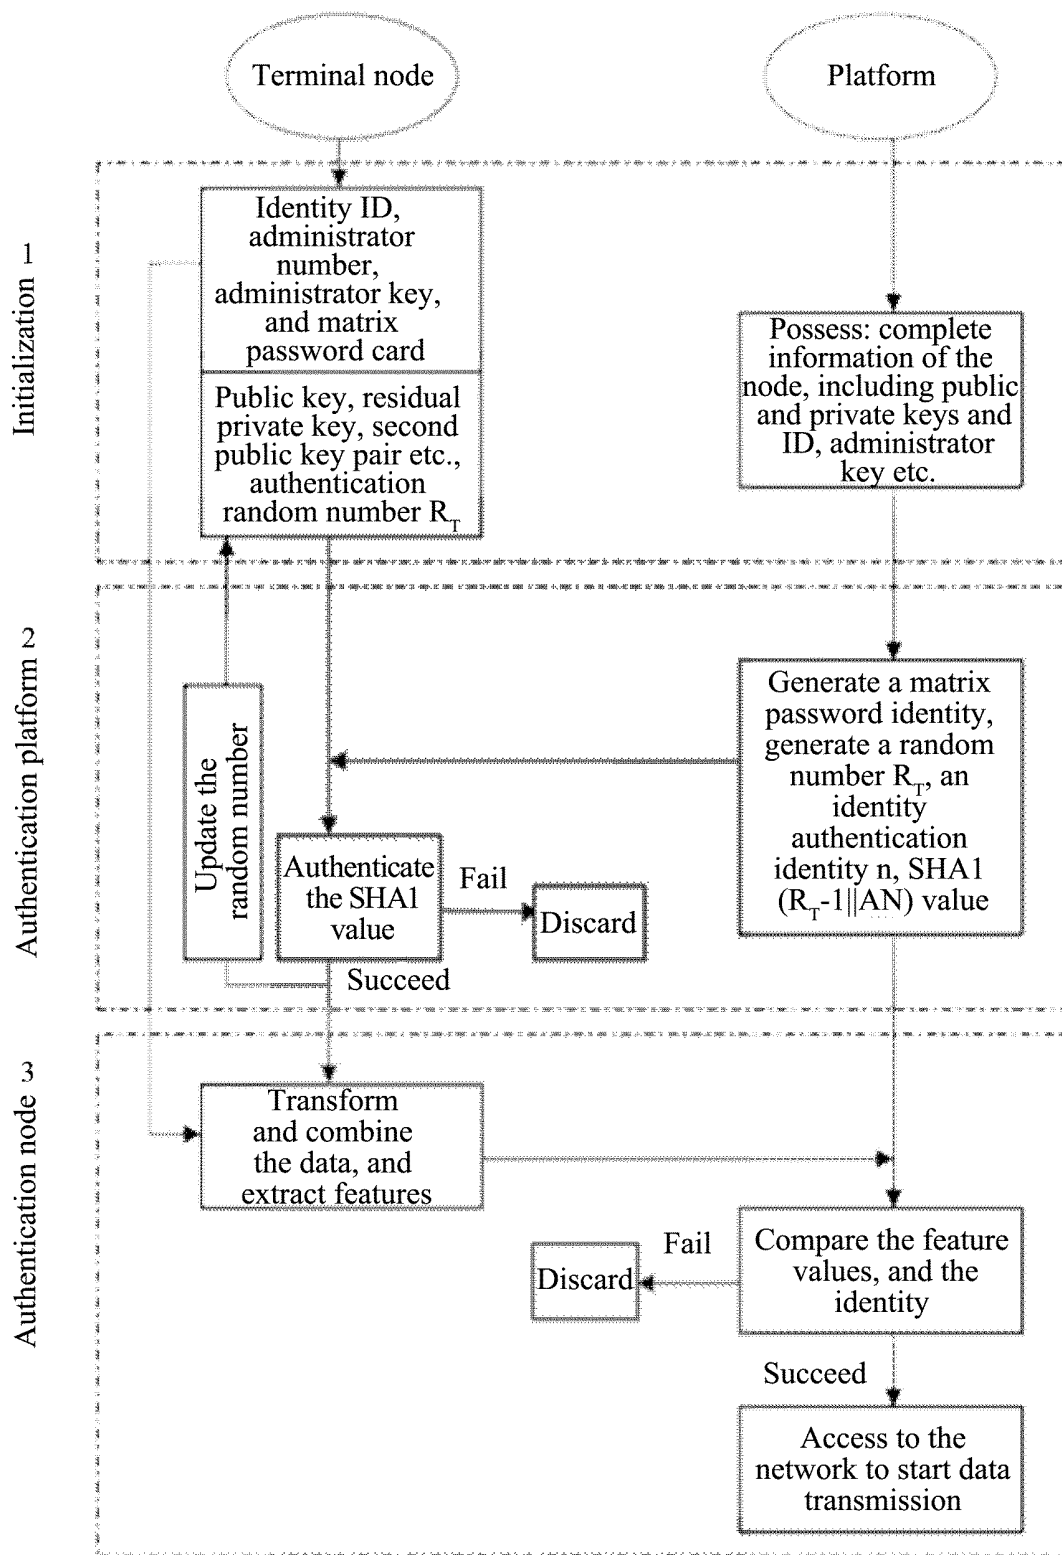 Terminal node
Platform
Initialization 1
Identity ID,
administrator
number,
administrator key,
and matrix
password card
Public key, residual
private key, second
public key pair etc.,
authentication
random number R_T
Possess: complete
information of the
node, including public
and private keys and
ID, administrator
key etc.
Authentication platform 2
Update the
random number
Authenticate
the SHA1
value
Fail
Discard
Succeed
Generate a matrix
password identity,
generate a random
number R_T, an
identity
authentication
identity n, SHA1
(R_T-1||AN) value
Authentication node 3
Transform
and combine
the data, and
extract features
Compare the feature
values, and the
identity
Fail
Discard
Succeed
Access to the
network to start data
transmission